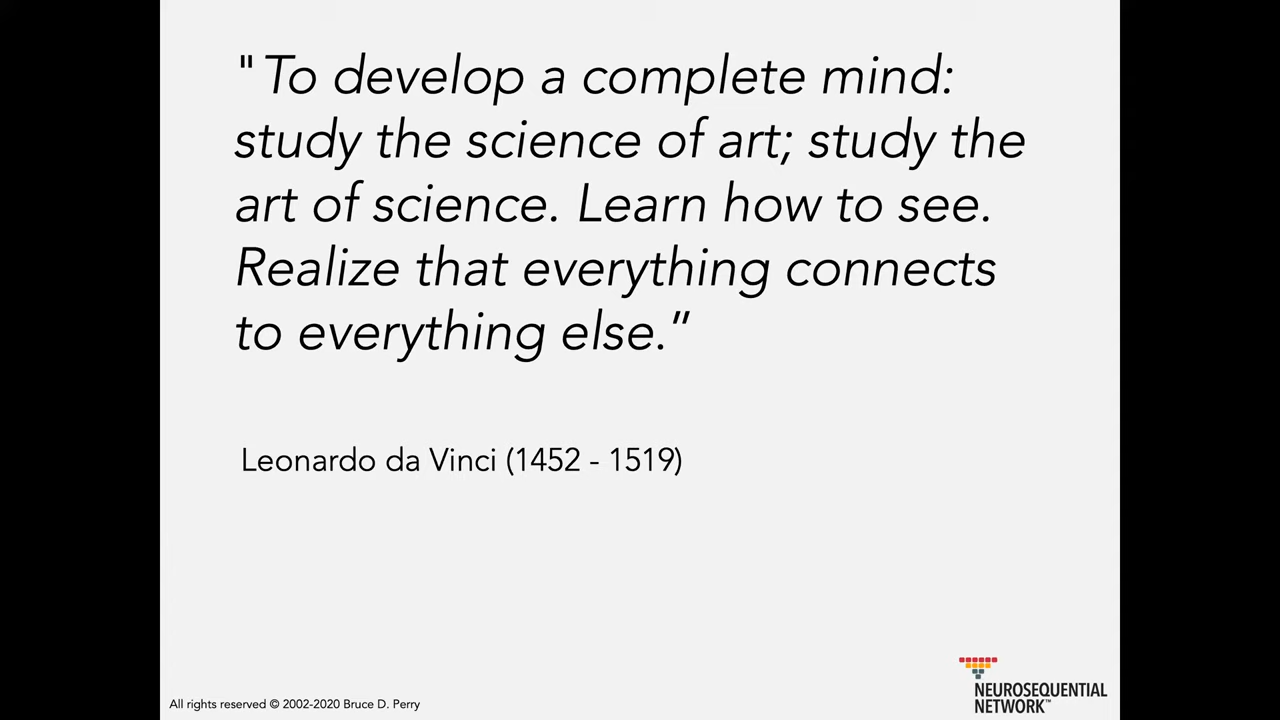 " To develop a complete mind:
study the science of art; study the
art of science. Learn how to see.
Realize that everything connects
to everything else.”
Leonardo da Vinci (1452 - 1519)
All rights reserved © 2002-2020 Bruce D. Perry
NEUROSEQUENTIAL
NETWORK™